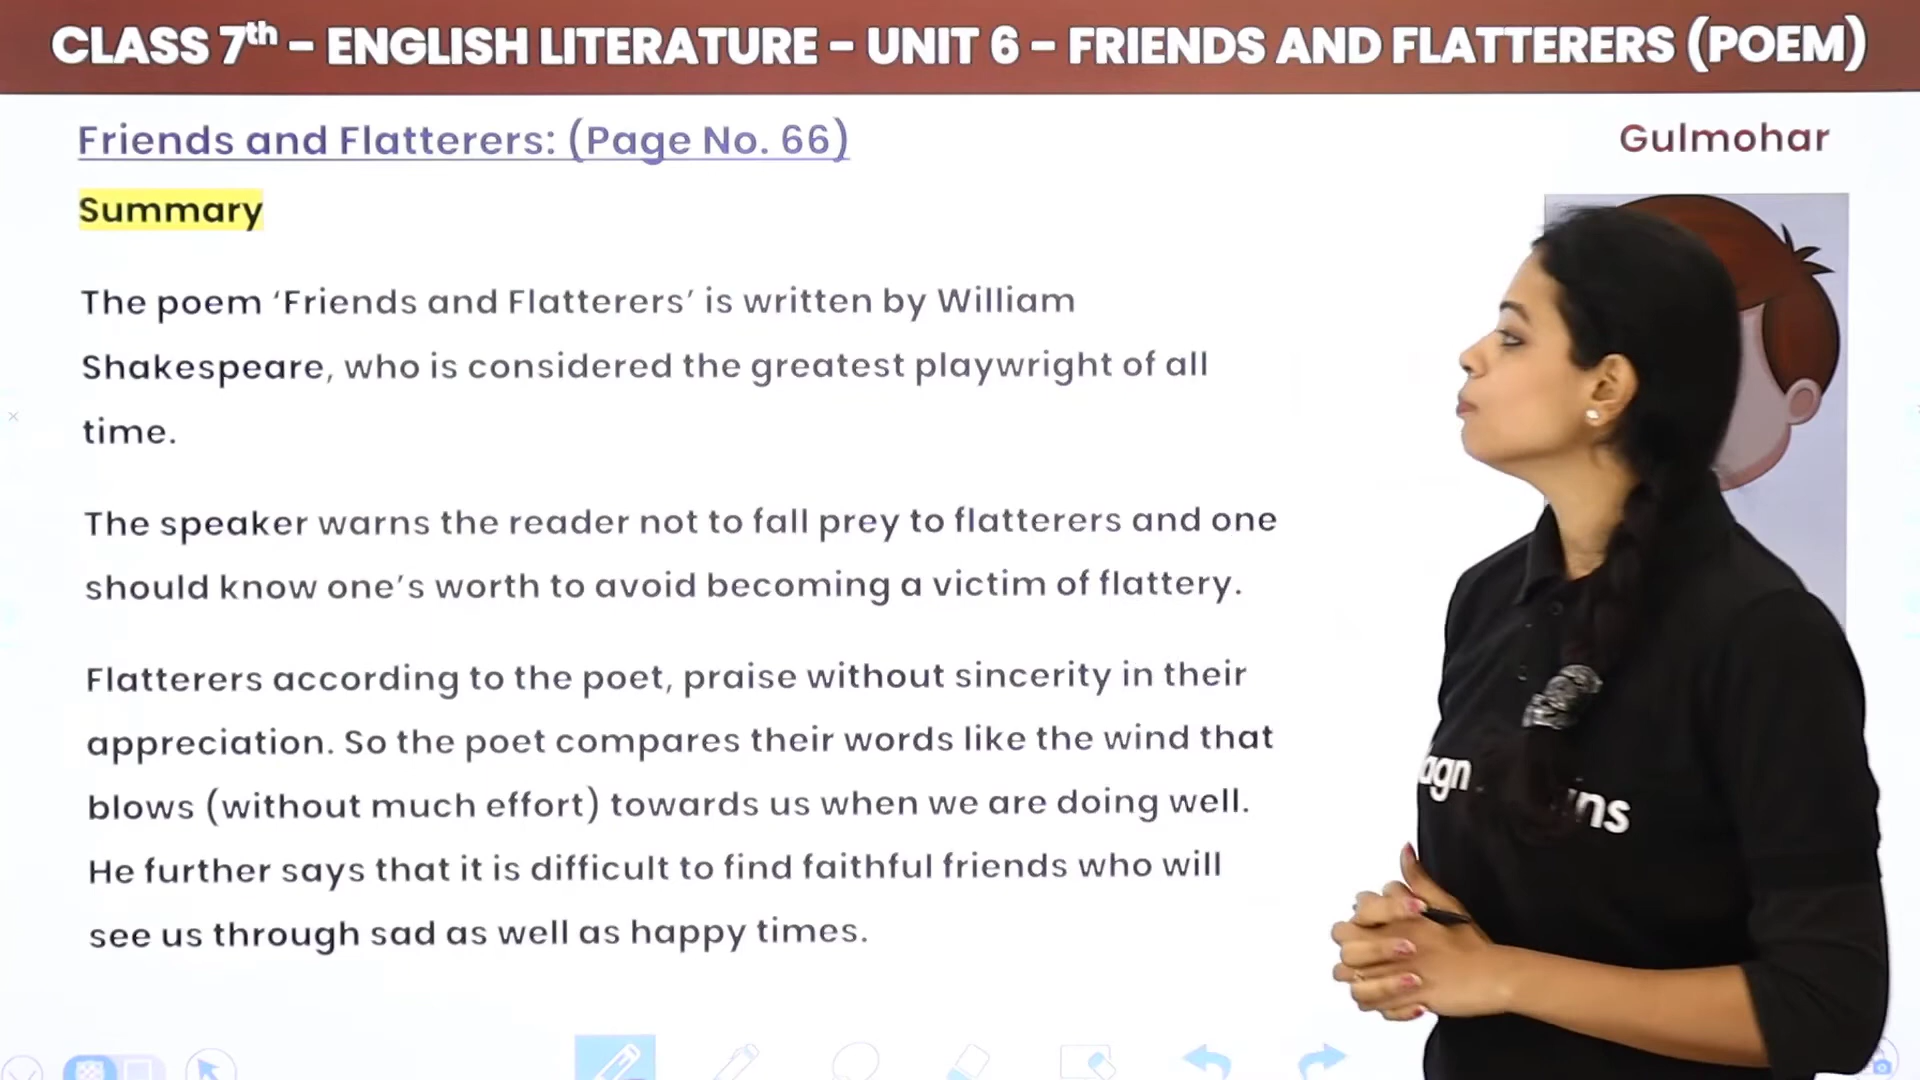 CLASS 7th – ENGLISH LITERATURE – UNIT 6 – FRIENDS AND FLATTERERS (POEM)
Friends and Flatterers: (Page No. 66)
Gulmohar
Summary
The poem ‘Friends and Flatterers’ is written by William
Shakespeare, who is considered the greatest playwright of all
time.
The speaker warns the reader not to fall prey to flatterers and one
should know one’s worth to avoid becoming a victim of flattery.
Flatterers according to the poet, praise without sincerity in their
appreciation. So the poet compares their words like the wind that
blows (without much effort) towards us when we are doing well.
He further says that it is difficult to find faithful friends who will
see us through sad as well as happy times.